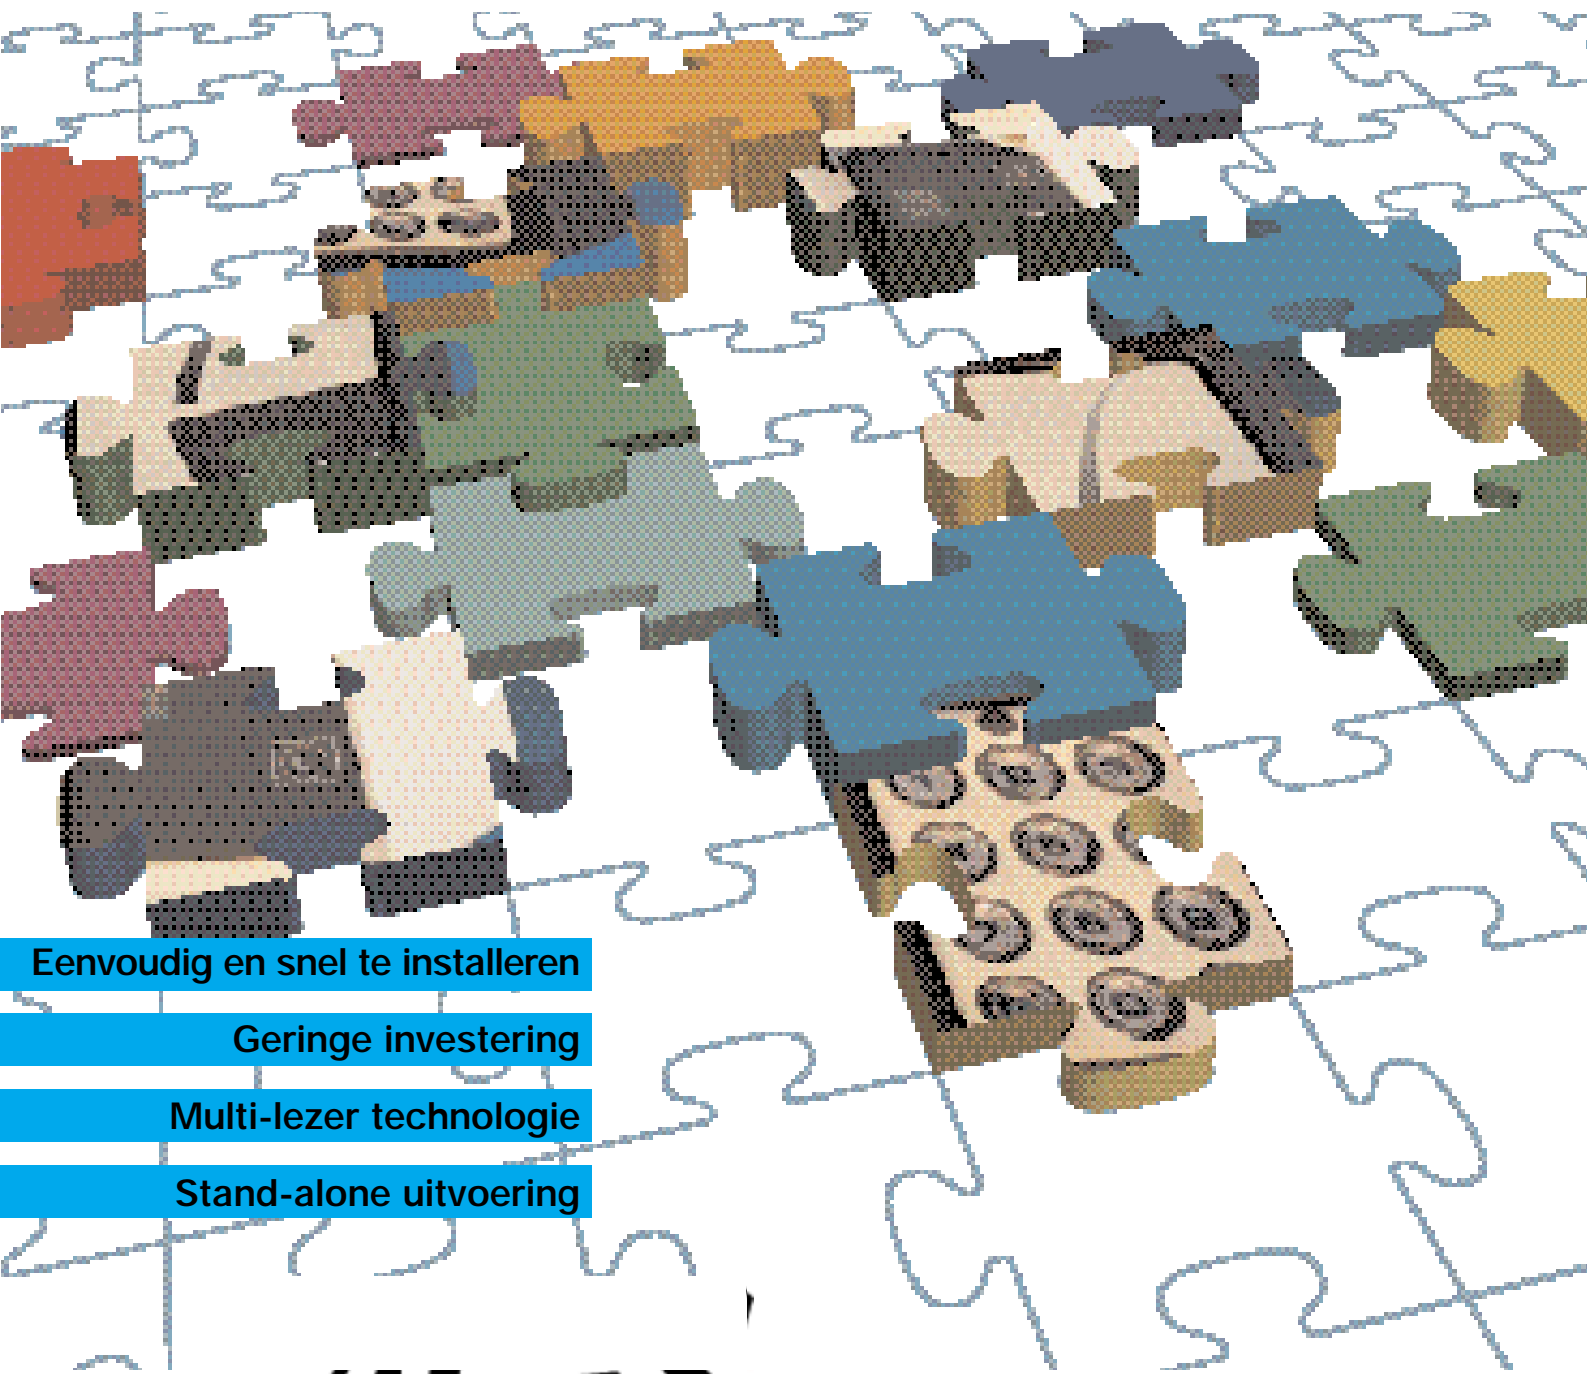 Eenvoudig en snel te installeren
Geringe investering
Multi-lezer technologie
Stand-alone uitvoering